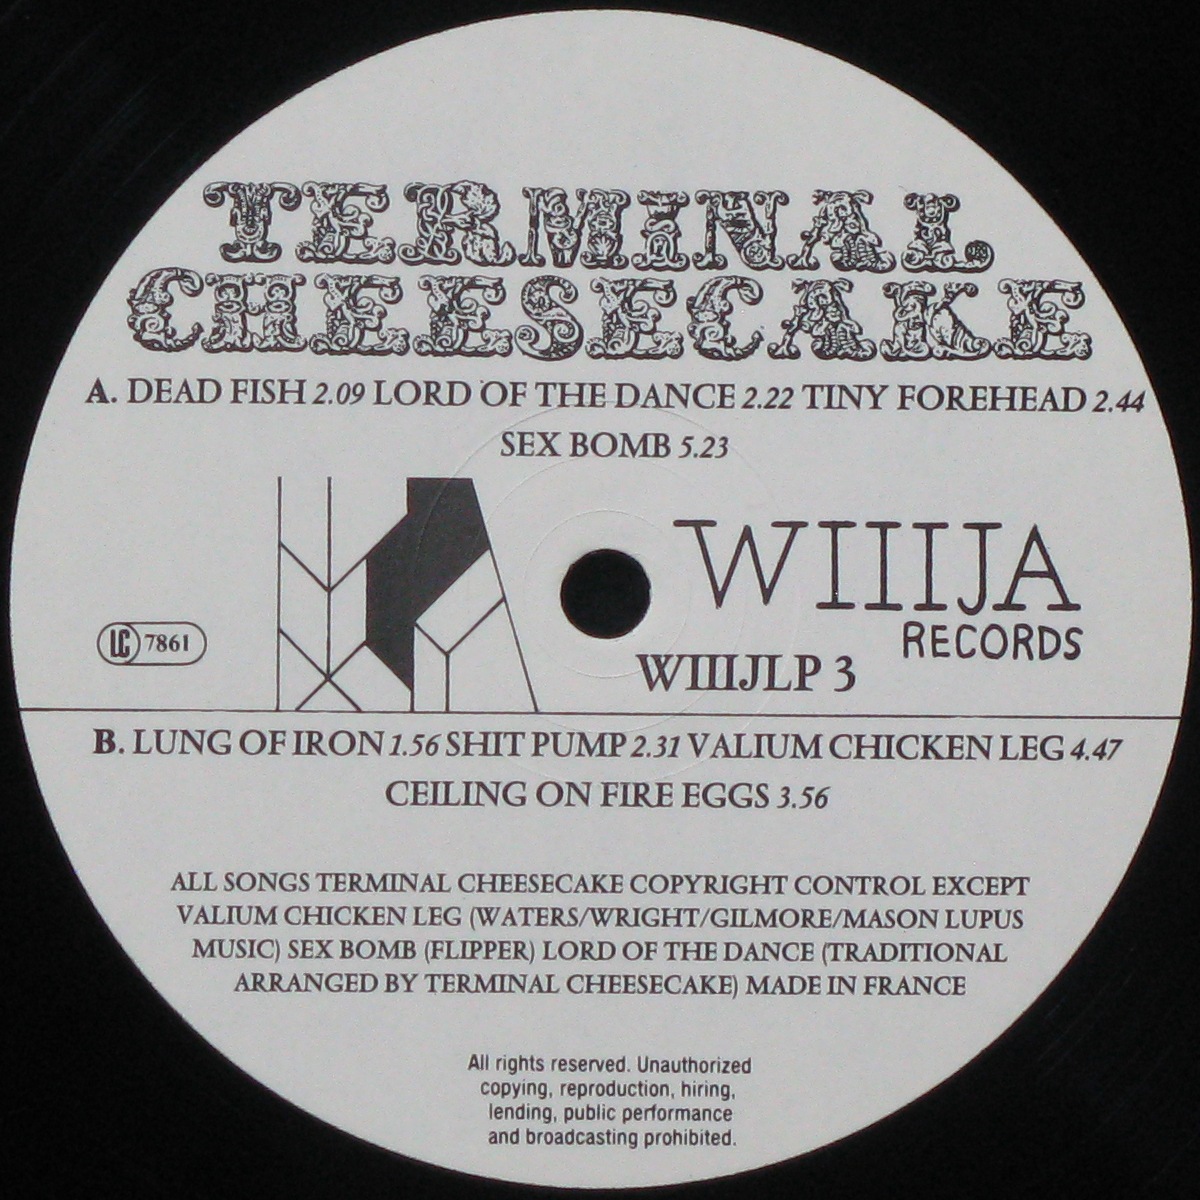 TERMINAL
CHEESECAKE
A. DEAD FISH 2.09 LORD OF THE DANCE 2.22 TINY FOREHEAD 2.44
SEX BOMB 5.23
WIIIJA
RECORDS
LC 7861
WIIIJLP 3
B. LUNG OF IRON 1.56 SHIT PUMP 2.31 VALIUM CHICKEN LEG 4.47
CEILING ON FIRE EGGS 3.56
ALL SONGS TERMINAL CHEESECAKE COPYRIGHT CONTROL EXCEPT
VALIUM CHICKEN LEG (WATERS/WRIGHT/GILMORE/MASON LUPUS
MUSIC) SEX BOMB (FLIPPER) LORD OF THE DANCE (TRADITIONAL
ARRANGED BY TERMINAL CHEESECAKE) MADE IN FRANCE
All rights reserved. Unauthorized
copying, reproduction, hiring,
lending, public performance
and broadcasting prohibited.